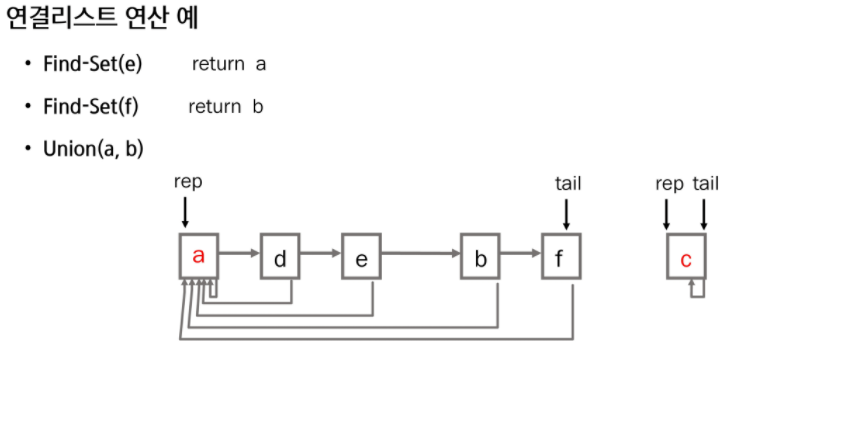 연결리스트 연산 예
• Find-Set(e) return a
• Find-Set(f) return b
• Union(a, b)
rep tail rep tail
a d e b f c